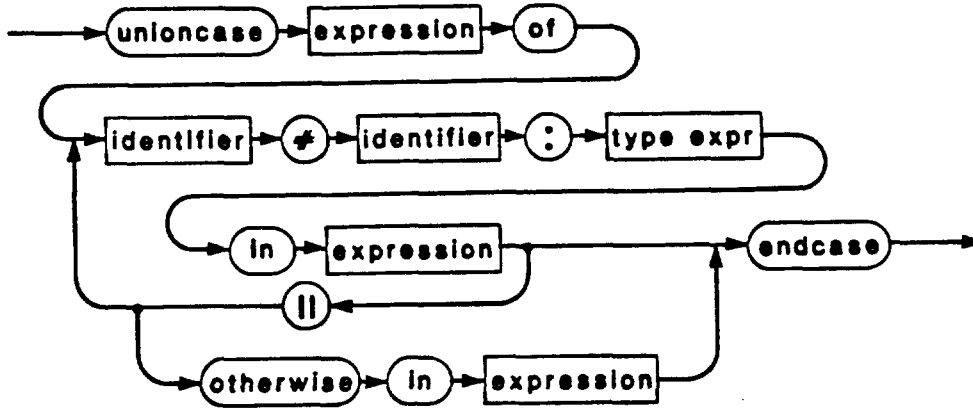 unioncase expression of
identifier # identifier : type expr
in expression endcase
||
otherwise in expression